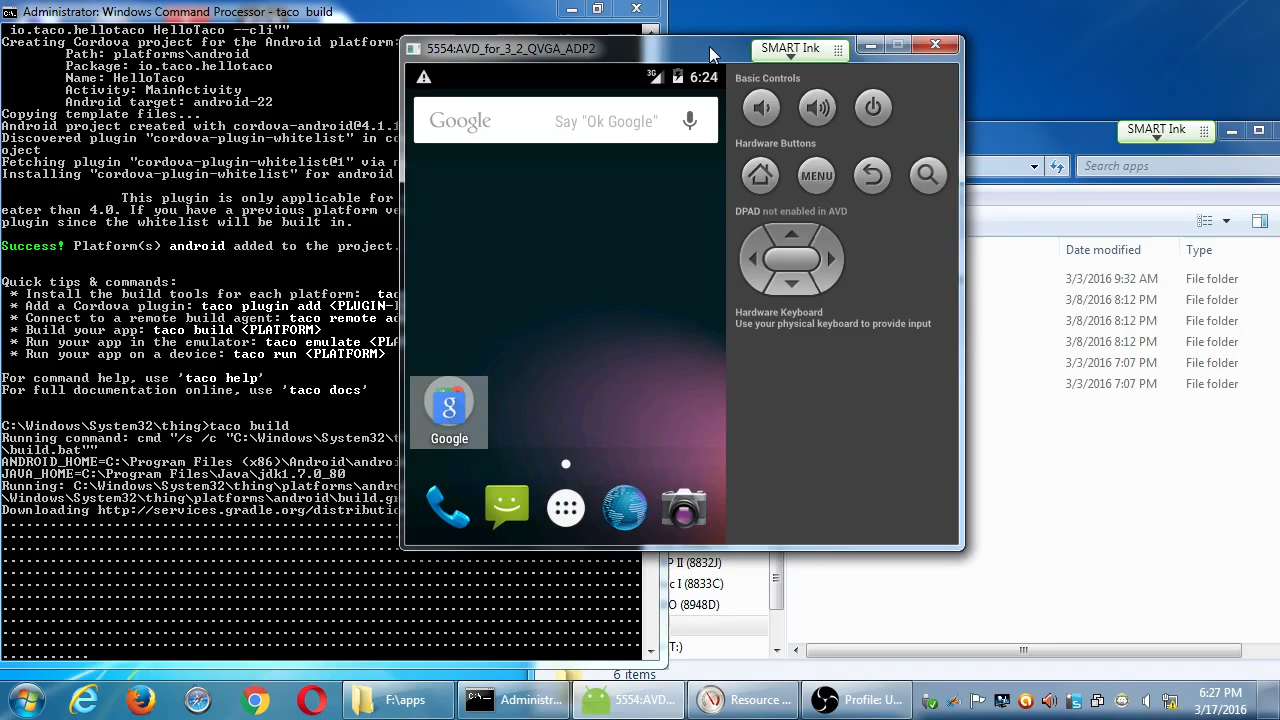 Administrator: Windows Command Processor - taco build
io.taco.hellotaco HelloTaco --cli""
Creating Cordova project for the Android platform:
Path: platforms\android
Package: io.taco.hellotaco
Name: HelloTaco
Activity: MainActivity
Android target: android-22
Copying template files...
Android project created with cordova-android@4.1.1
Discovered plugin "cordova-plugin-whitelist" in co
oject
Fetching plugin "cordova-plugin-whitelist@1" via n
Installing "cordova-plugin-whitelist" for android
This plugin is only applicable for
eater than 4.0. If you have a previous platform ve
plugin since the whitelist will be built in.
Success! Platform(s) android added to the project.
Quick tips & commands:
* Install the build tools for each platform: tac
* Add a Cordova plugin: taco plugin add <PLUGIN-
* Connect to a remote build agent: taco remote ad
* Build your app: taco build <PLATFORM>
* Run your app in the emulator: taco emulate <PLA
* Run your app on a device: taco run <PLATFORM>
For command help, use 'taco help'
For full documentation online, use 'taco docs'
C:\Windows\System32\thing>taco build
Running command: cmd "/s /c "C:\Windows\System32\t
\build.bat""
ANDROID_HOME=C:\Program Files (x86)\Android\androi
JAVA_HOME=C:\Program Files\Java\jdk1.7.0_80
Running: C:\Windows\System32\thing\platforms\andro
\Windows\System32\thing\platforms\android\build.gr
Downloading http://services.gradle.org/distributio
5554:AVD_for_3_2_QVGA_ADP2
SMART Ink
3G 6:24
Google Say "Ok Google"
Google
Basic Controls
Hardware Buttons
MENU
DPAD not enabled in AVD
Hardware Keyboard
Use your physical keyboard to provide input
SMART Ink
Search apps
Date modified Type
3/3/2016 9:32 AM File folder
3/8/2016 8:12 PM File folder
3/8/2016 8:12 PM File folder
3/8/2016 8:12 PM File folder
3/3/2016 7:07 PM File folder
3/3/2016 7:07 PM File folder
P II (8832J)
c I (8833C)
O (8948D)
T:)
6 items
F:\apps
Administr...
5554:AVD...
Resource ...
Profile: U...
6:27 PM
3/17/2016